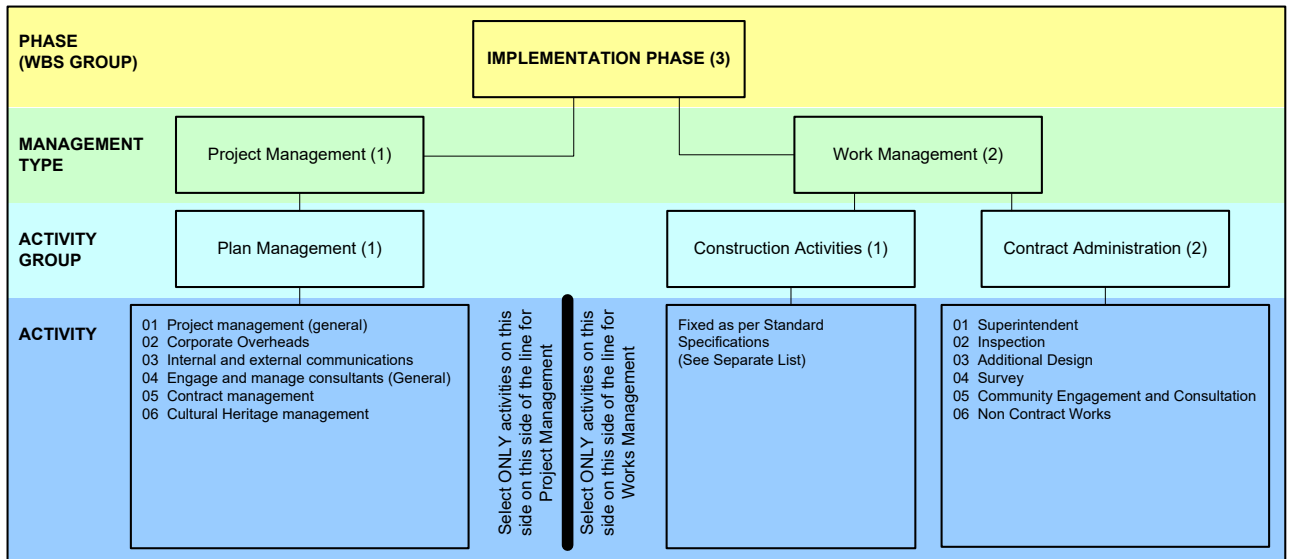 PHASE
(WBS GROUP)
IMPLEMENTATION PHASE (3)
MANAGEMENT
TYPE
Project Management (1)
Work Management (2)
ACTIVITY
GROUP
Plan Management (1)
Construction Activities (1)
Contract Administration (2)
ACTIVITY
01 Project management (general)
02 Corporate Overheads
03 Internal and external communications
04 Engage and manage consultants (General)
05 Contract management
06 Cultural Heritage management
Select ONLY activities on this
side on this side of the line for
Project Management
Select ONLY activities on this
side on this side of the line for
Works Management
Fixed as per Standard
Specifications
(See Separate List)
01 Superintendent
02 Inspection
03 Additional Design
04 Survey
05 Community Engagement and Consultation
06 Non Contract Works